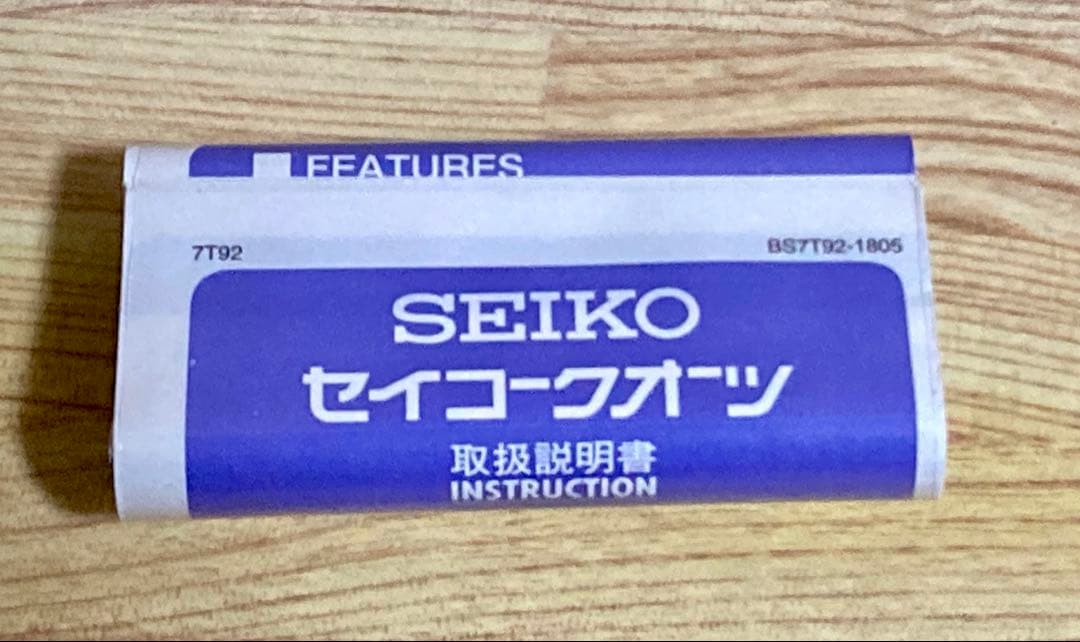 ■ FEATURES
7T92 BS7T92-1805
SEIKO
セイコークオーツ
取扱説明書
INSTRUCTION